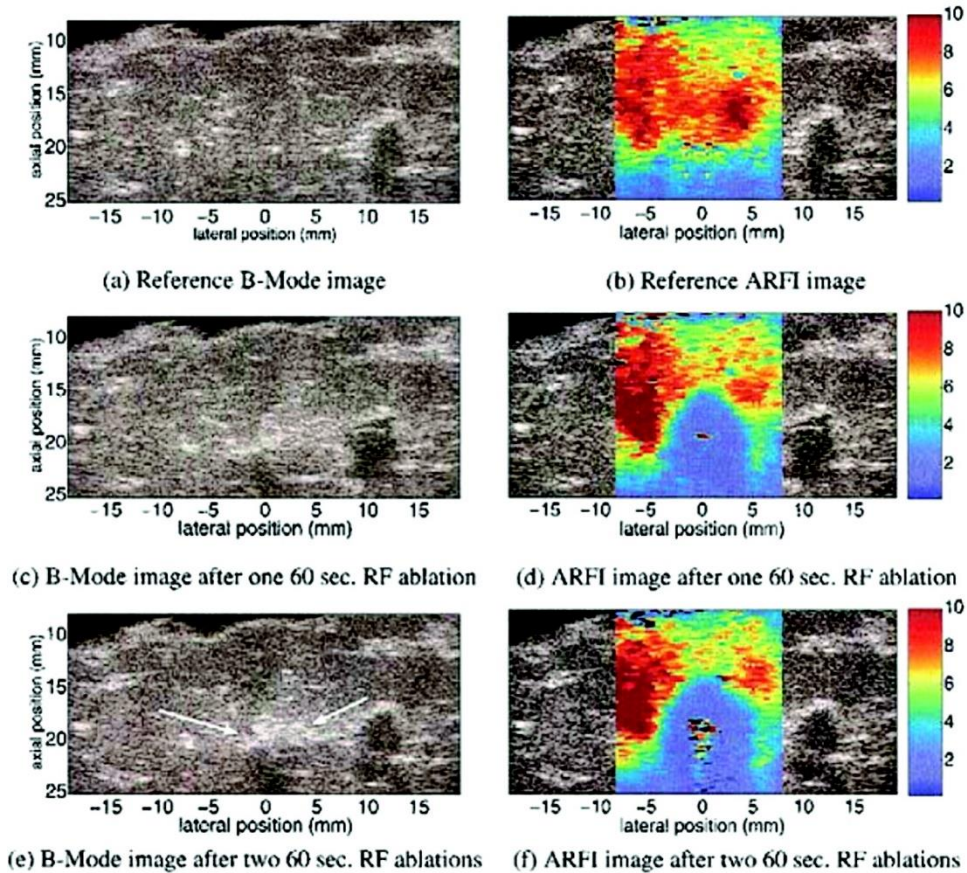 10
15
20
25
axial position (mm)
−15 −10 −5 0 5 10 15
lateral position (mm)
(a) Reference B-Mode image
10
8
6
4
2
−15 −10 −5 0 5 10 15
lateral position (mm)
(b) Reference ARFI image
10
15
20
25
axial position (mm)
−15 −10 −5 0 5 10 15
lateral position (mm)
(c) B-Mode image after one 60 sec. RF ablation
10
8
6
4
2
−15 −10 −5 0 5 10 15
lateral position (mm)
(d) ARFI image after one 60 sec. RF ablation
10
15
20
25
axial position (mm)
−15 −10 −5 0 5 10 15
lateral position (mm)
(e) B-Mode image after two 60 sec. RF ablations
10
8
6
4
2
−15 −10 −5 0 5 10 15
lateral position (mm)
(f) ARFI image after two 60 sec. RF ablations